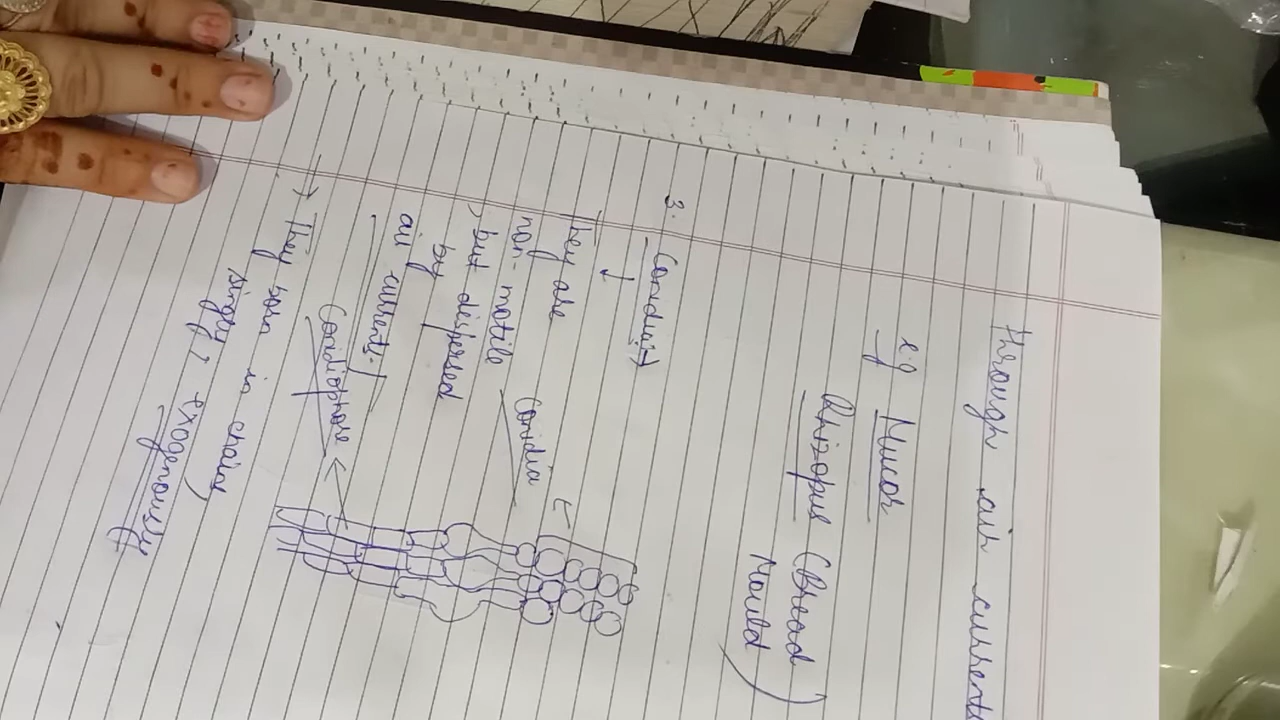 through air currents
e.g Mucor
Rhizopus (Bread
Mould)
3. Conidia →
They are
non-motile
but dispersed
by
air currents.
Conidia
Conidiophore
→ They born in chains
singly, exogenously